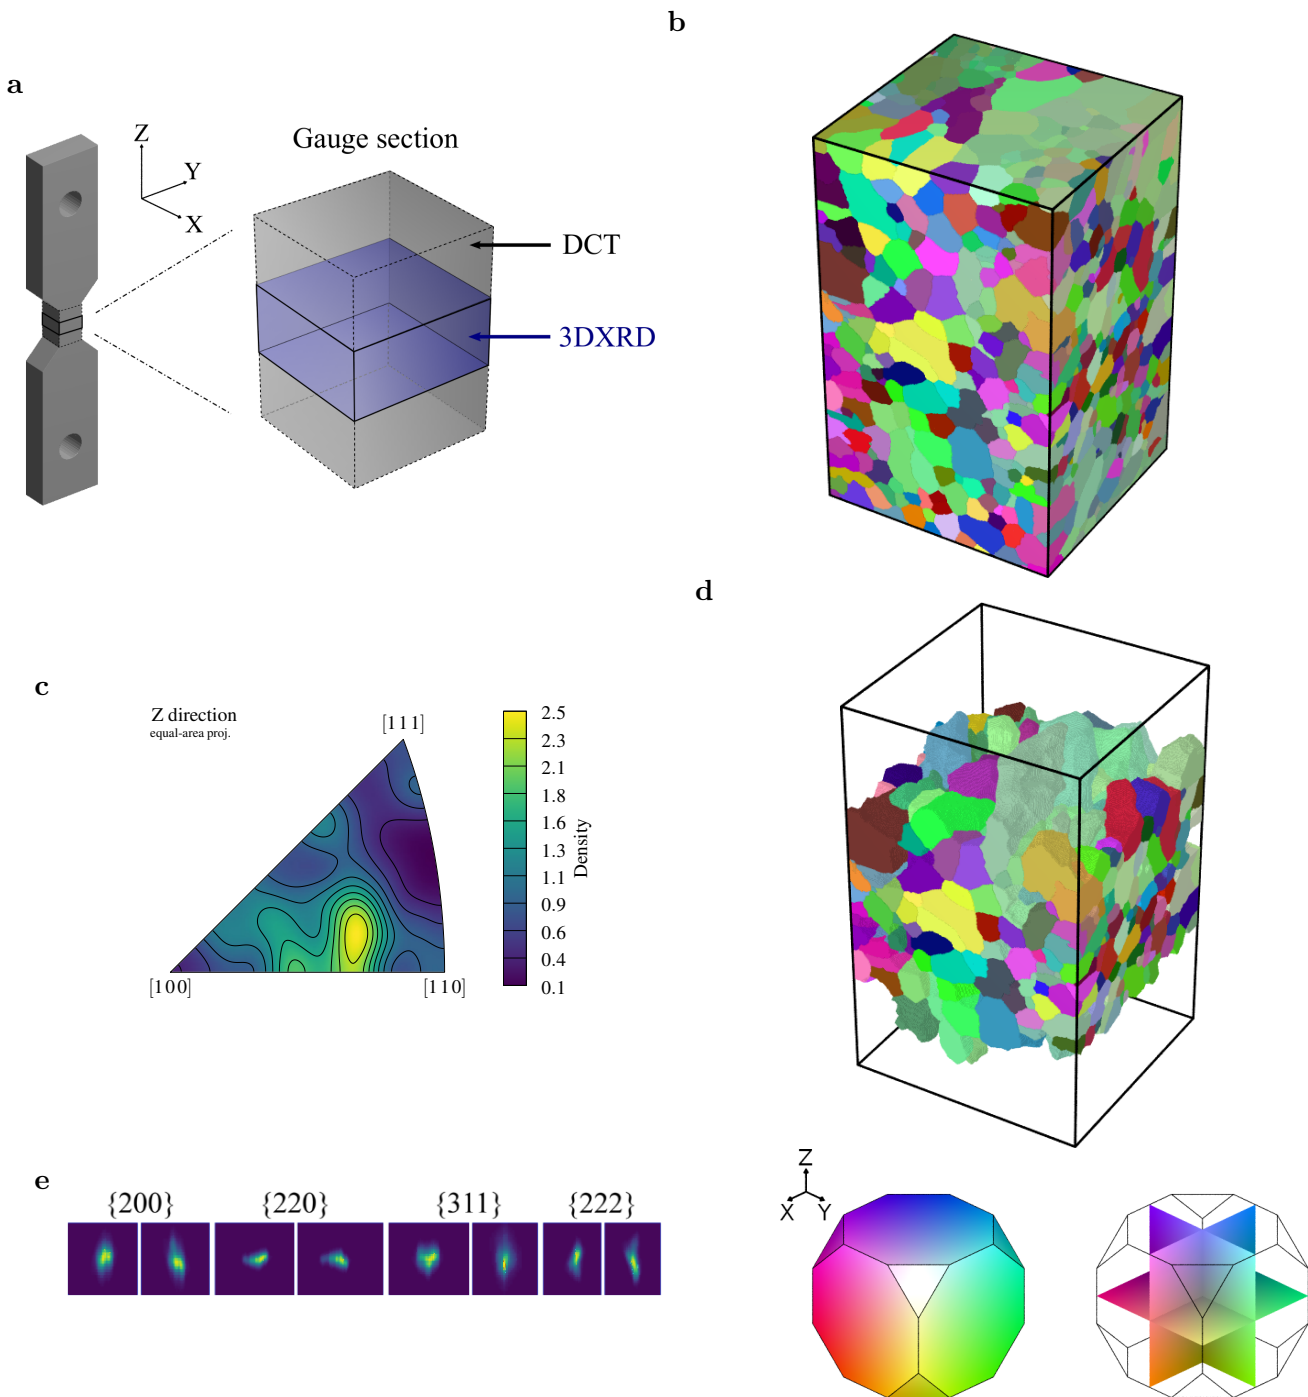 a
Z
Y
X
Gauge section
DCT
3DXRD
b
c
Z direction
equal-area proj.
[111]
[100]
[110]
2.5
2.3
2.1
1.8
1.6
1.3
1.1
0.9
0.6
0.4
0.1
Density
d
e
{200}
{220}
{311}
{222}
Z
X
Y